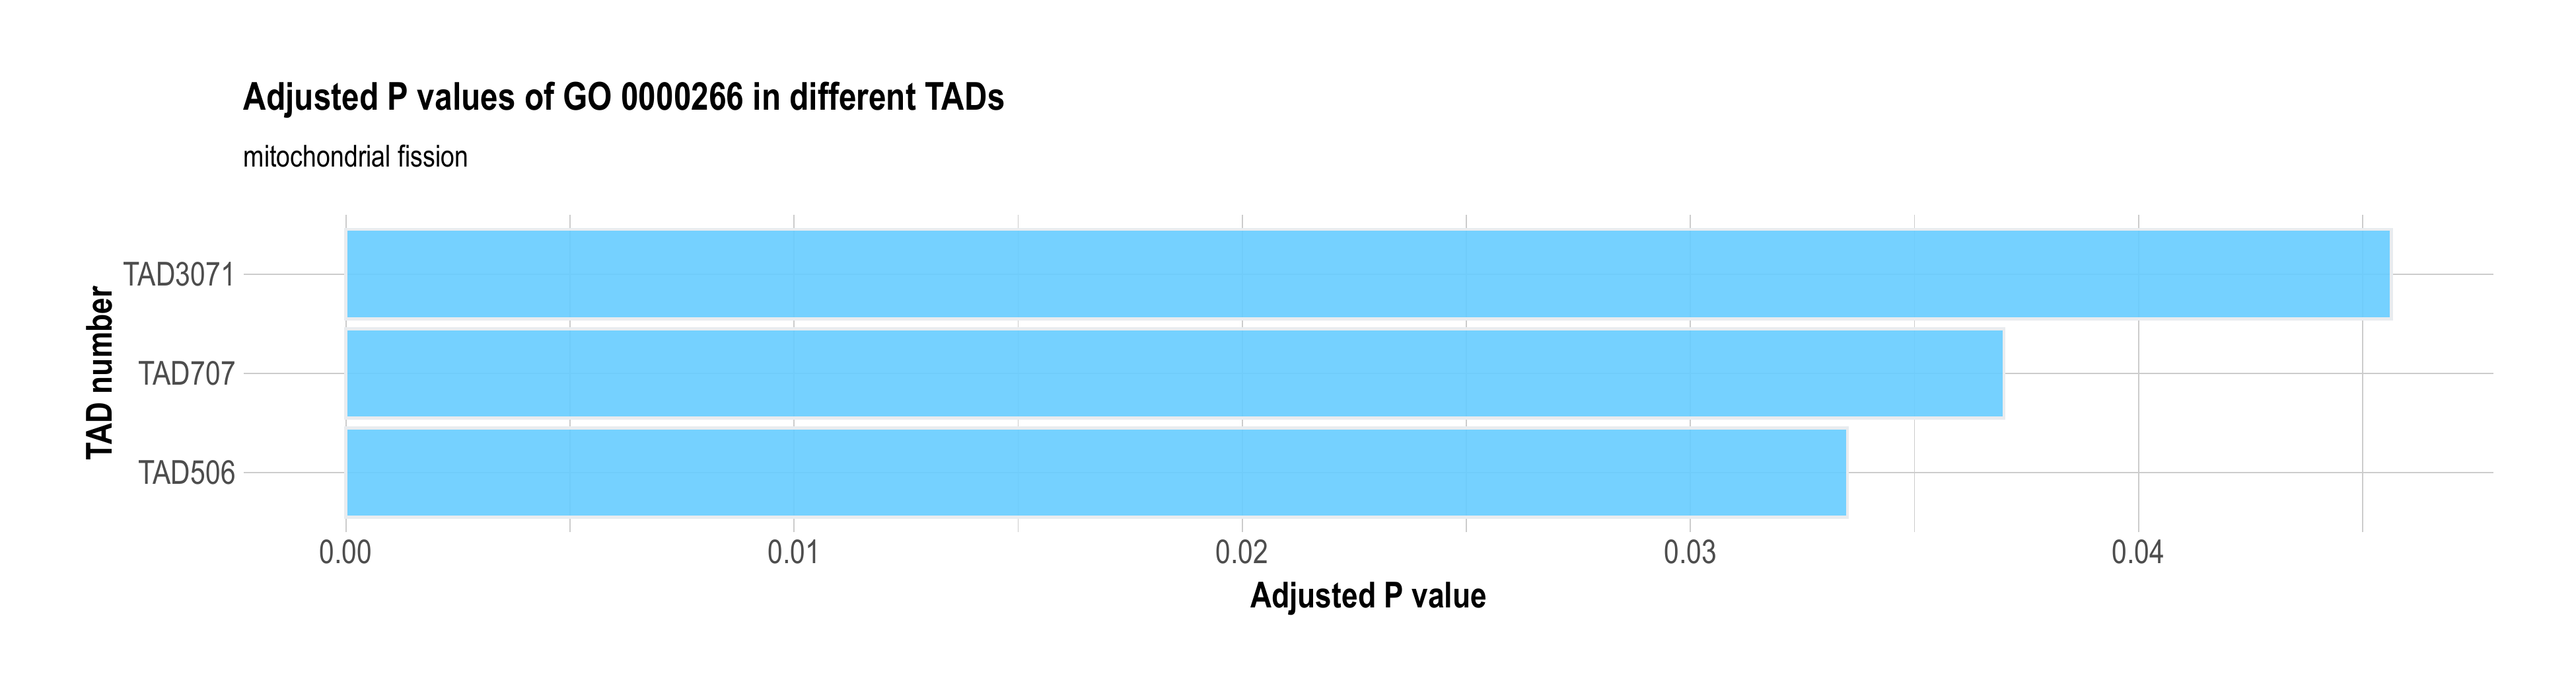 Adjusted P values of GO 0000266 in different TADs
mitochondrial fission
TAD number
TAD3071
TAD707
TAD506
0.00 0.01 0.02 0.03 0.04
Adjusted P value